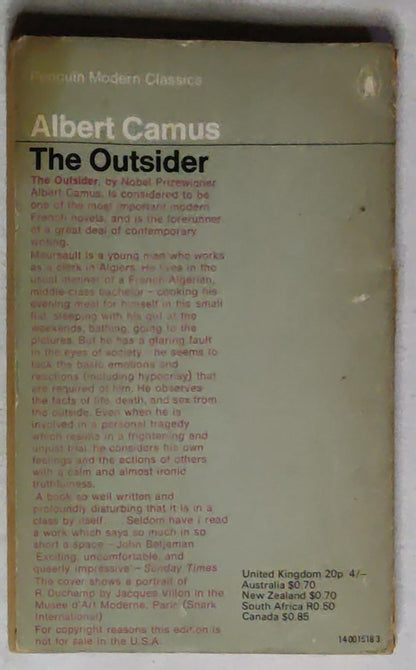 Penguin Modern Classics
Albert Camus
The Outsider
The Outsider, by Nobel Prizewinner
Albert Camus, is considered to be
one of the most important modern
French novels, and is the forerunner
of a great deal of contemporary
writing.
Meursault is a young man who works
as a clerk in Algiers. He lives in the
usual manner of a French-Algerian,
middle-class bachelor – cooking his
evening meal for himself in his small
flat, sleeping with his girl at the
weekends, bathing, going to the
pictures. But he has a glaring fault
in the eyes of society – he seems to
lack the basic emotions and
reactions (including hypocrisy) that
are required of him. He observes
the facts of life, death, and sex from
the outside. Even when he is
involved in a personal tragedy
which results in a frightening and
unjust trial, he considers his own
feelings and the actions of others
with a calm and almost ironic
truthfulness.
'A book so well written and
profoundly disturbing that it is in a
class by itself . . . Seldom have I read
a work which says so much in so
short a space' – John Betjeman
'Exciting, uncomfortable, and
queerly impressive' – Sunday Times
The cover shows a portrait of
R. Duchamp by Jacques Villon in the
Musée d'Art Moderne, Paris (Snark
International)
For copyright reasons this edition is
not for sale in the U.S.A.
United Kingdom 20p 4/–
Australia $0.70
New Zealand $0.70
South Africa R0.50
Canada $0.85
14 001518 3